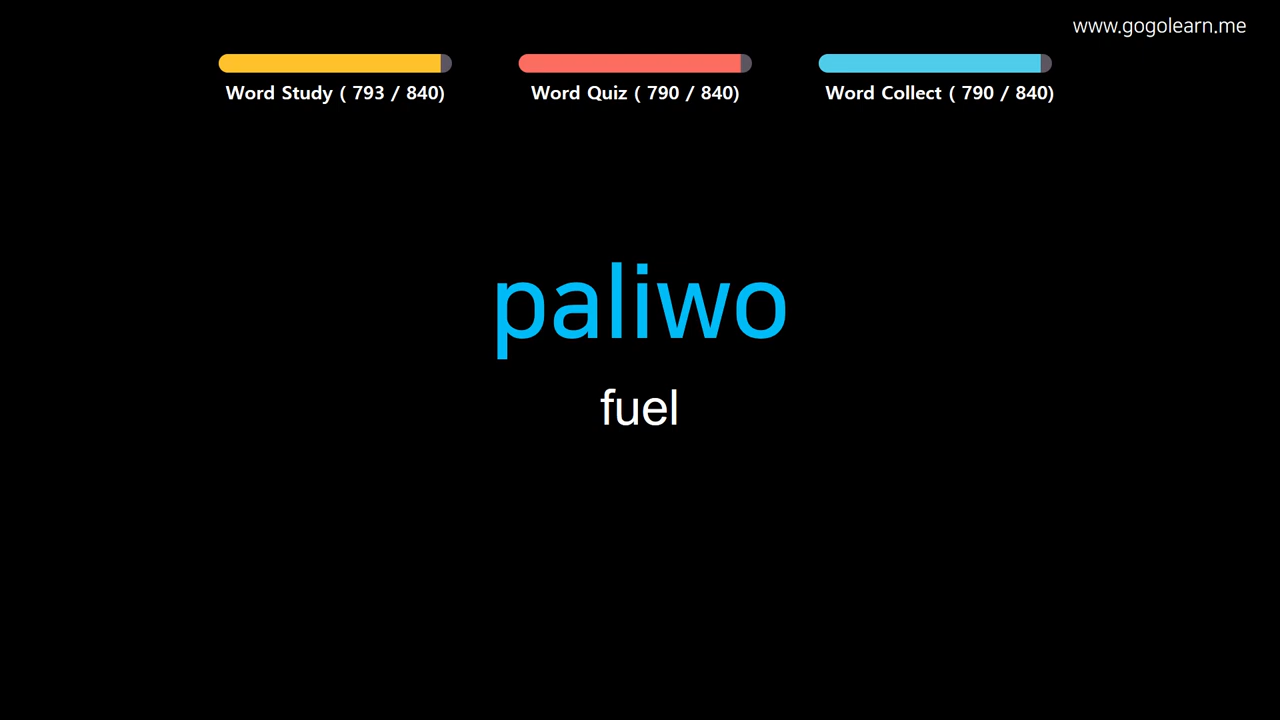 www.gogolearn.me
Word Study ( 793 / 840)
Word Quiz ( 790 / 840)
Word Collect ( 790 / 840)
paliwo
fuel